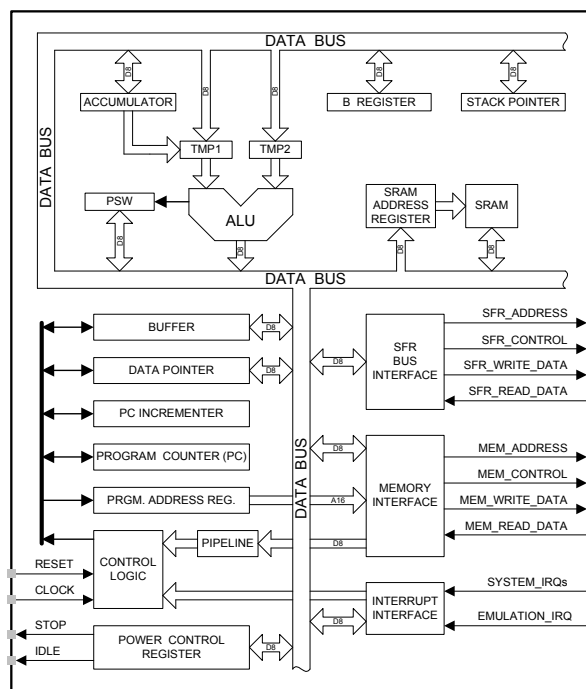 DATA BUS
D8
D8
D8
D8
D8
ACCUMULATOR
B REGISTER
STACK POINTER
DATA BUS
TMP1
TMP2
PSW
ALU
SRAM
ADDRESS
REGISTER
SRAM
D8
D8
D8
D8
DATA BUS
BUFFER
D8
DATA POINTER
D8
PC INCREMENTER
PROGRAM COUNTER (PC)
PRGM. ADDRESS REG.
A16
DATA BUS
D8
SFR
BUS
INTERFACE
SFR_ADDRESS
SFR_CONTROL
SFR_WRITE_DATA
SFR_READ_DATA
D8
MEMORY
INTERFACE
MEM_ADDRESS
MEM_CONTROL
MEM_WRITE_DATA
MEM_READ_DATA
RESET
CLOCK
CONTROL
LOGIC
PIPELINE
D8
STOP
IDLE
POWER CONTROL
REGISTER
D8
D8
INTERRUPT
INTERFACE
SYSTEM_IRQs
EMULATION_IRQ